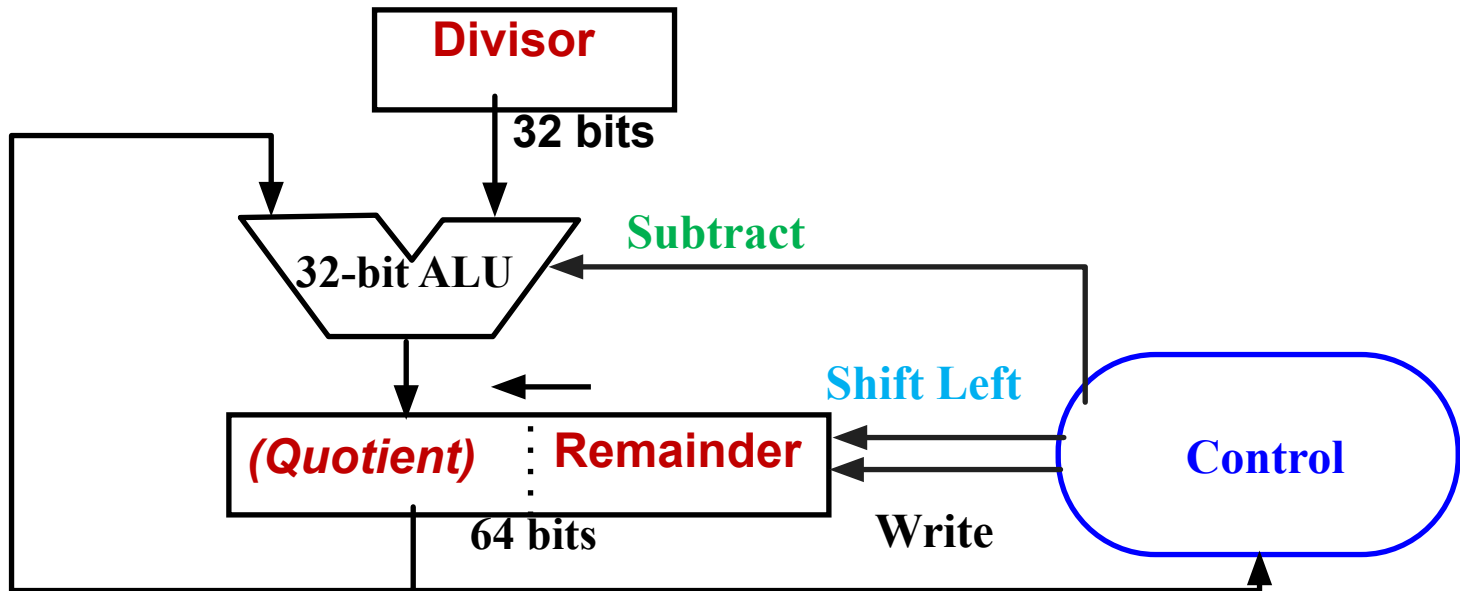 Divisor
32 bits
Subtract
32-bit ALU
Shift Left
(Quotient)
Remainder
Control
64 bits
Write